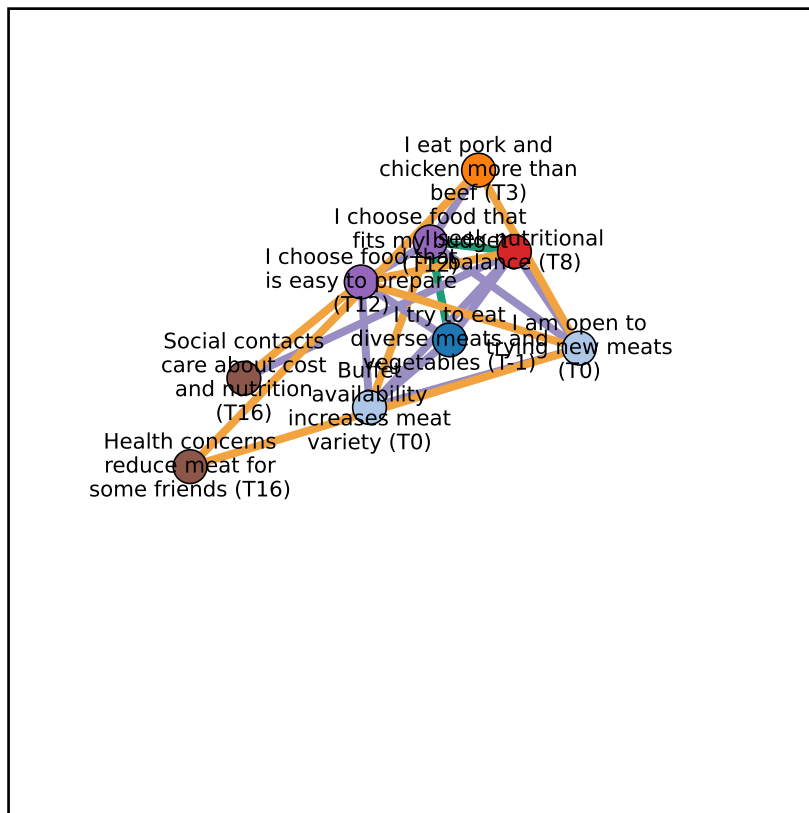 I eat pork and
chicken more than
beef (T3)
I choose food that
fits my budget
(T12)
I seek nutritional
balance (T8)
I choose food that
is easy to prepare
(T12)
I try to eat
diverse meats and
vegetables (T-1)
I am open to
trying new meats
(T0)
Social contacts
care about cost
and nutrition
(T16)
Buffet
availability
increases meat
variety (T0)
Health concerns
reduce meat for
some friends (T16)